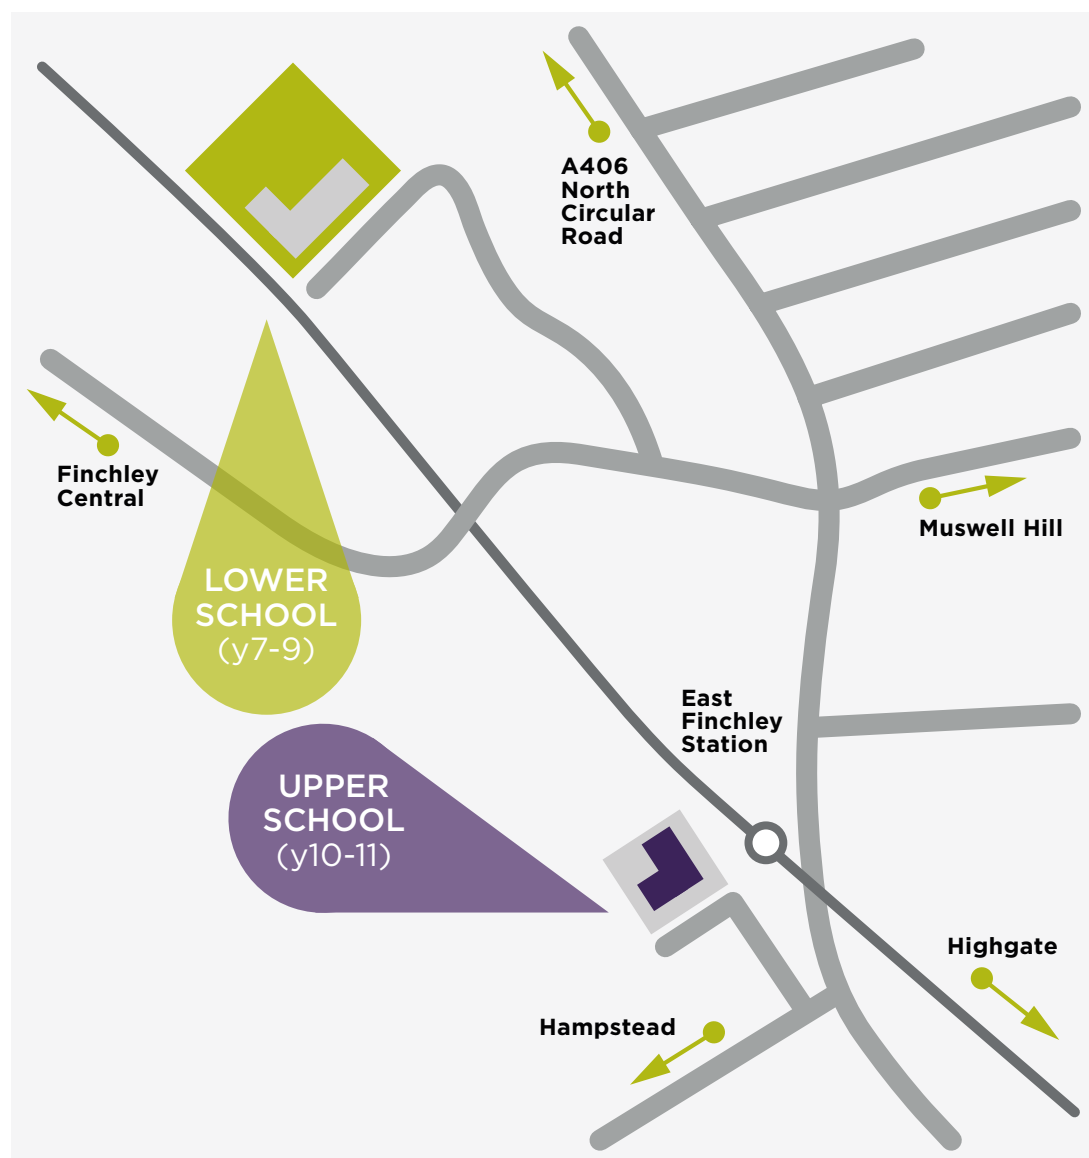 A406
North
Circular
Road
Finchley
Central
Muswell Hill
LOWER
SCHOOL
(y7-9)
East
Finchley
Station
UPPER
SCHOOL
(y10-11)
Highgate
Hampstead